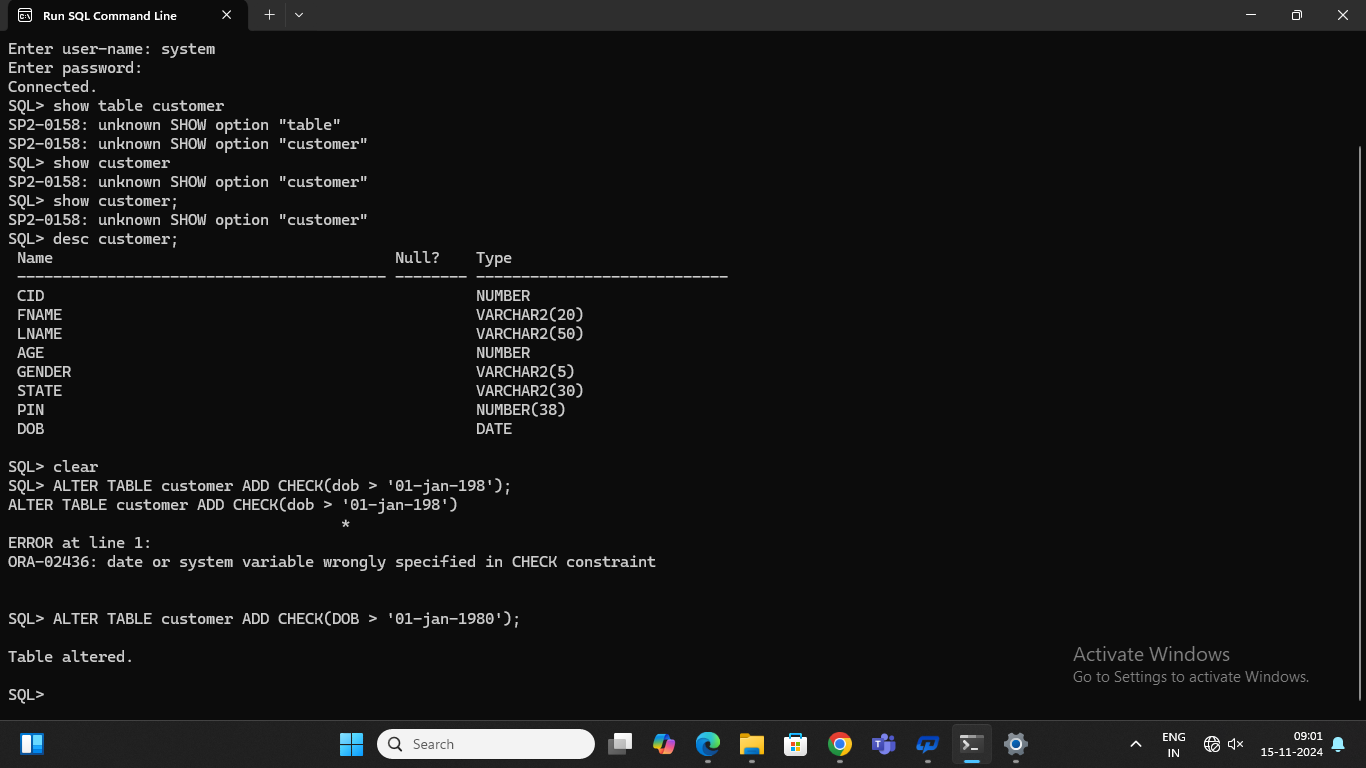 Run SQL Command Line
Enter user-name: system
Enter password:
Connected.
SQL> show table customer
SP2-0158: unknown SHOW option "table"
SP2-0158: unknown SHOW option "customer"
SQL> show customer
SP2-0158: unknown SHOW option "customer"
SQL> show customer;
SP2-0158: unknown SHOW option "customer"
SQL> desc customer;
Name Null? Type
----------------------------------------- -------- ----------------------------
CID NUMBER
FNAME VARCHAR2(20)
LNAME VARCHAR2(50)
AGE NUMBER
GENDER VARCHAR2(5)
STATE VARCHAR2(30)
PIN NUMBER(38)
DOB DATE
SQL> clear
SQL> ALTER TABLE customer ADD CHECK(dob > '01-jan-198');
ALTER TABLE customer ADD CHECK(dob > '01-jan-198')
*
ERROR at line 1:
ORA-02436: date or system variable wrongly specified in CHECK constraint
SQL> ALTER TABLE customer ADD CHECK(DOB > '01-jan-1980');
Table altered.
SQL>
Activate Windows
Go to Settings to activate Windows.
Search
ENG
IN
09:01
15-11-2024